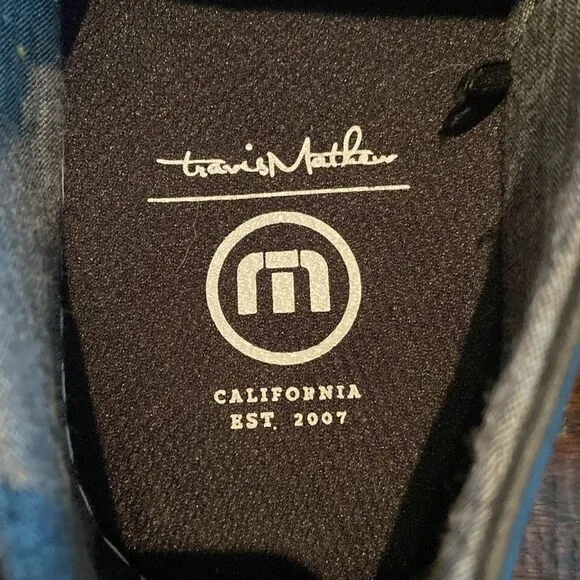 travisMathew
m
CALIFORNIA
EST. 2007